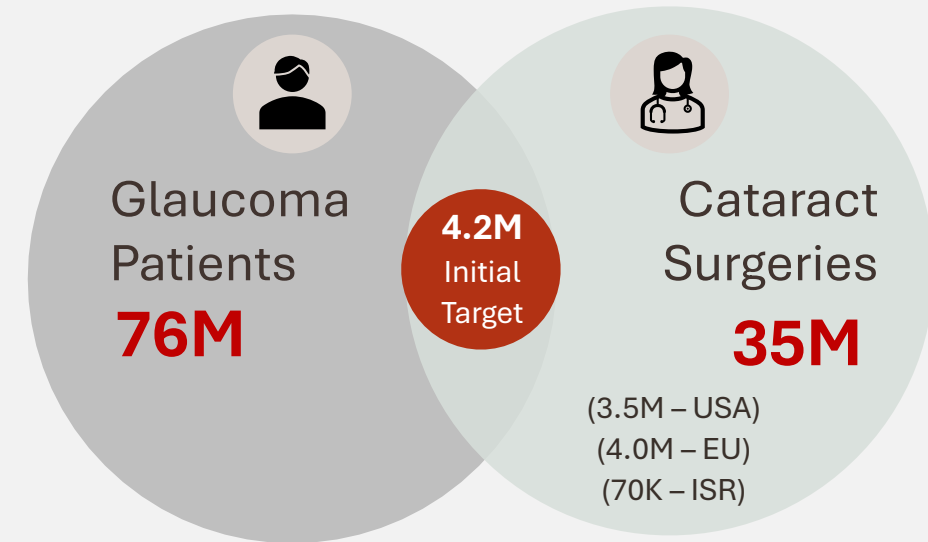 Glaucoma
Patients
76M
4.2M
Initial
Target
Cataract
Surgeries
35M
(3.5M – USA)
(4.0M – EU)
(70K – ISR)